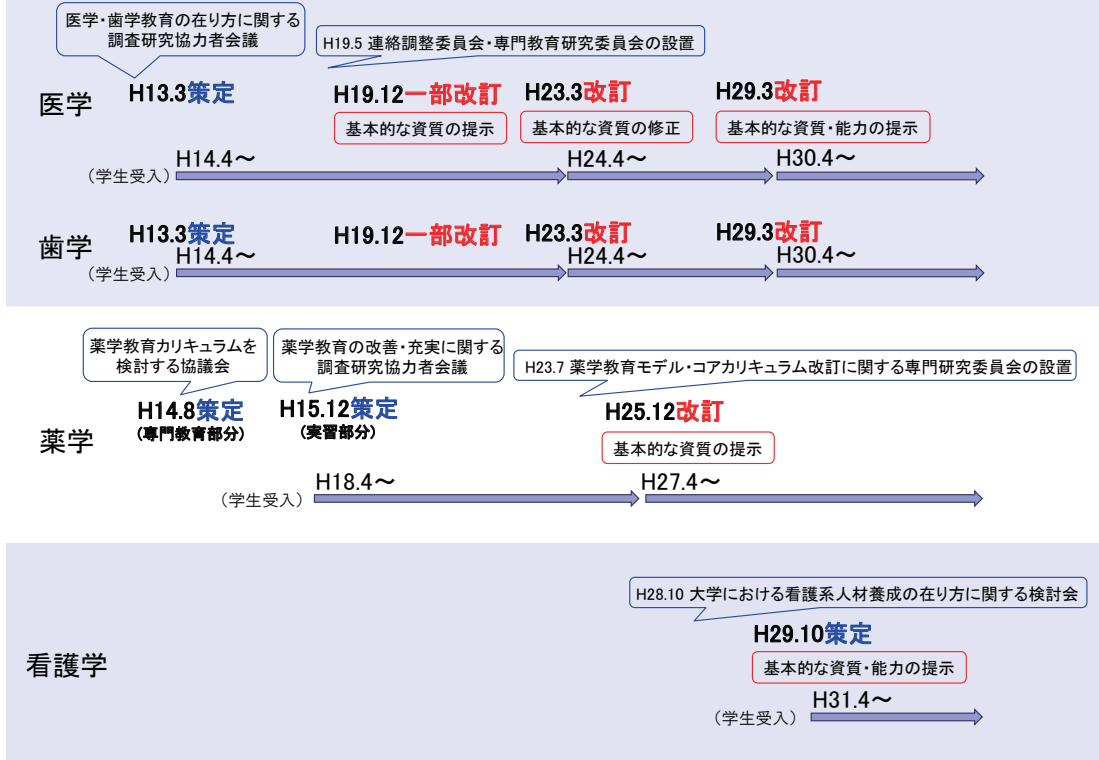 医学・歯学教育の在り方に関する
調査研究協力者会議
H19.5 連絡調整委員会・専門教育研究委員会の設置
医学
H13.3策定
H19.12一部改訂
H23.3改訂
H29.3改訂
基本的な資質の提示
基本的な資質の修正
基本的な資質・能力の提示
(学生受入)
H14.4～
H24.4～
H30.4～
歯学
H13.3策定
H19.12一部改訂
H23.3改訂
H29.3改訂
(学生受入)
H14.4～
H24.4～
H30.4～
薬学教育カリキュラムを
検討する協議会
薬学教育の改善・充実に関する
調査研究協力者会議
H23.7 薬学教育モデル・コアカリキュラム改訂に関する専門研究委員会の設置
薬学
H14.8策定
(専門教育部分)
H15.12策定
(実習部分)
H25.12改訂
基本的な資質の提示
(学生受入)
H18.4～
H27.4～
H28.10 大学における看護系人材養成の在り方に関する検討会
看護学
H29.10策定
基本的な資質・能力の提示
(学生受入)
H31.4～